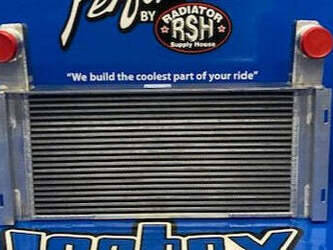 BY
RADIATOR
RSH
Supply House
"We build the coolest part of your ride"